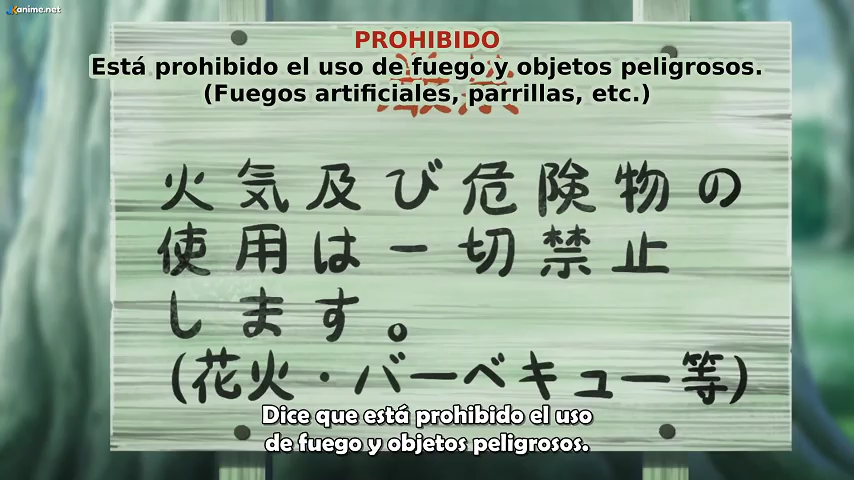 JKanime.net
PROHIBIDO
Está prohibido el uso de fuego y objetos peligrosos.
(Fuegos artificiales, parrillas, etc.)
火気及び危険物の
使用は一切禁止
します。
(花火・バーベキュー等)
Dice que está prohibido el uso
de fuego y objetos peligrosos.